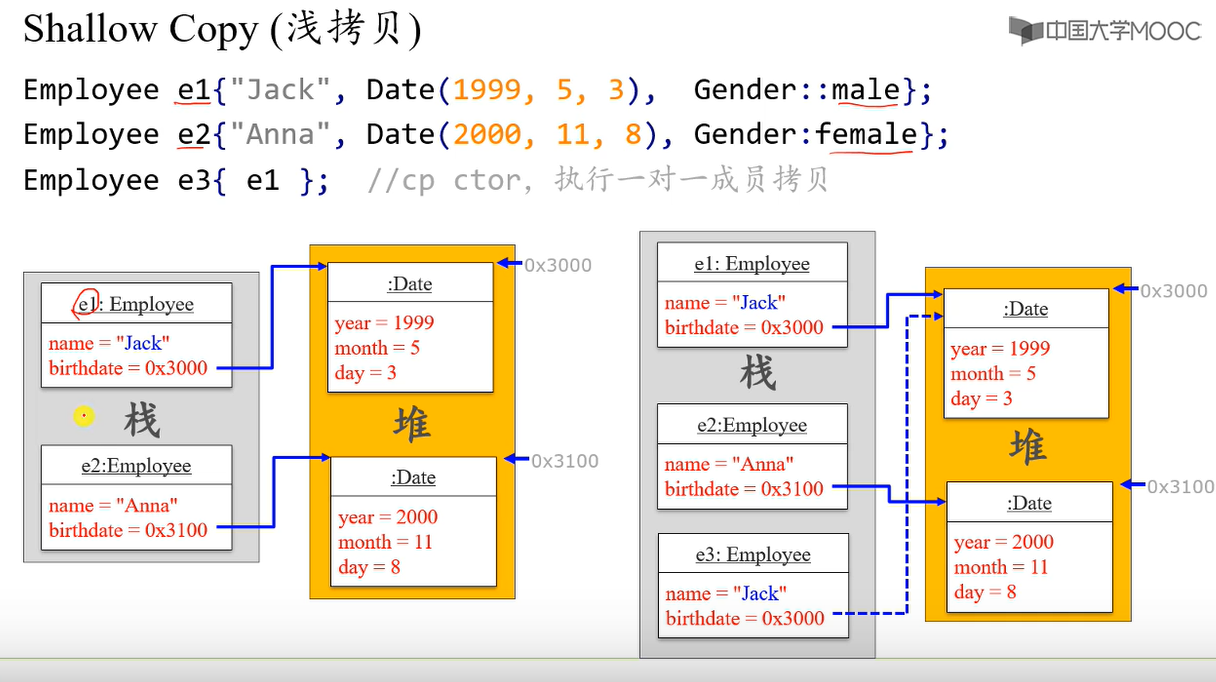 Shallow Copy (浅拷贝)
中国大学MOOC
Employee e1{"Jack", Date(1999, 5, 3),  Gender::male};
Employee e2{"Anna", Date(2000, 11, 8), Gender:female};
Employee e3{ e1 };  //cp ctor, 执行一对一成员拷贝
e1: Employee
name = "Jack"
birthdate = 0x3000
栈
e2:Employee
name = "Anna"
birthdate = 0x3100
:Date
0x3000
year = 1999
month = 5
day = 3
堆
0x3100
:Date
year = 2000
month = 11
day = 8
e1: Employee
name = "Jack"
birthdate = 0x3000
栈
e2:Employee
name = "Anna"
birthdate = 0x3100
e3: Employee
name = "Jack"
birthdate = 0x3000
0x3000
:Date
year = 1999
month = 5
day = 3
堆
0x3100
:Date
year = 2000
month = 11
day = 8